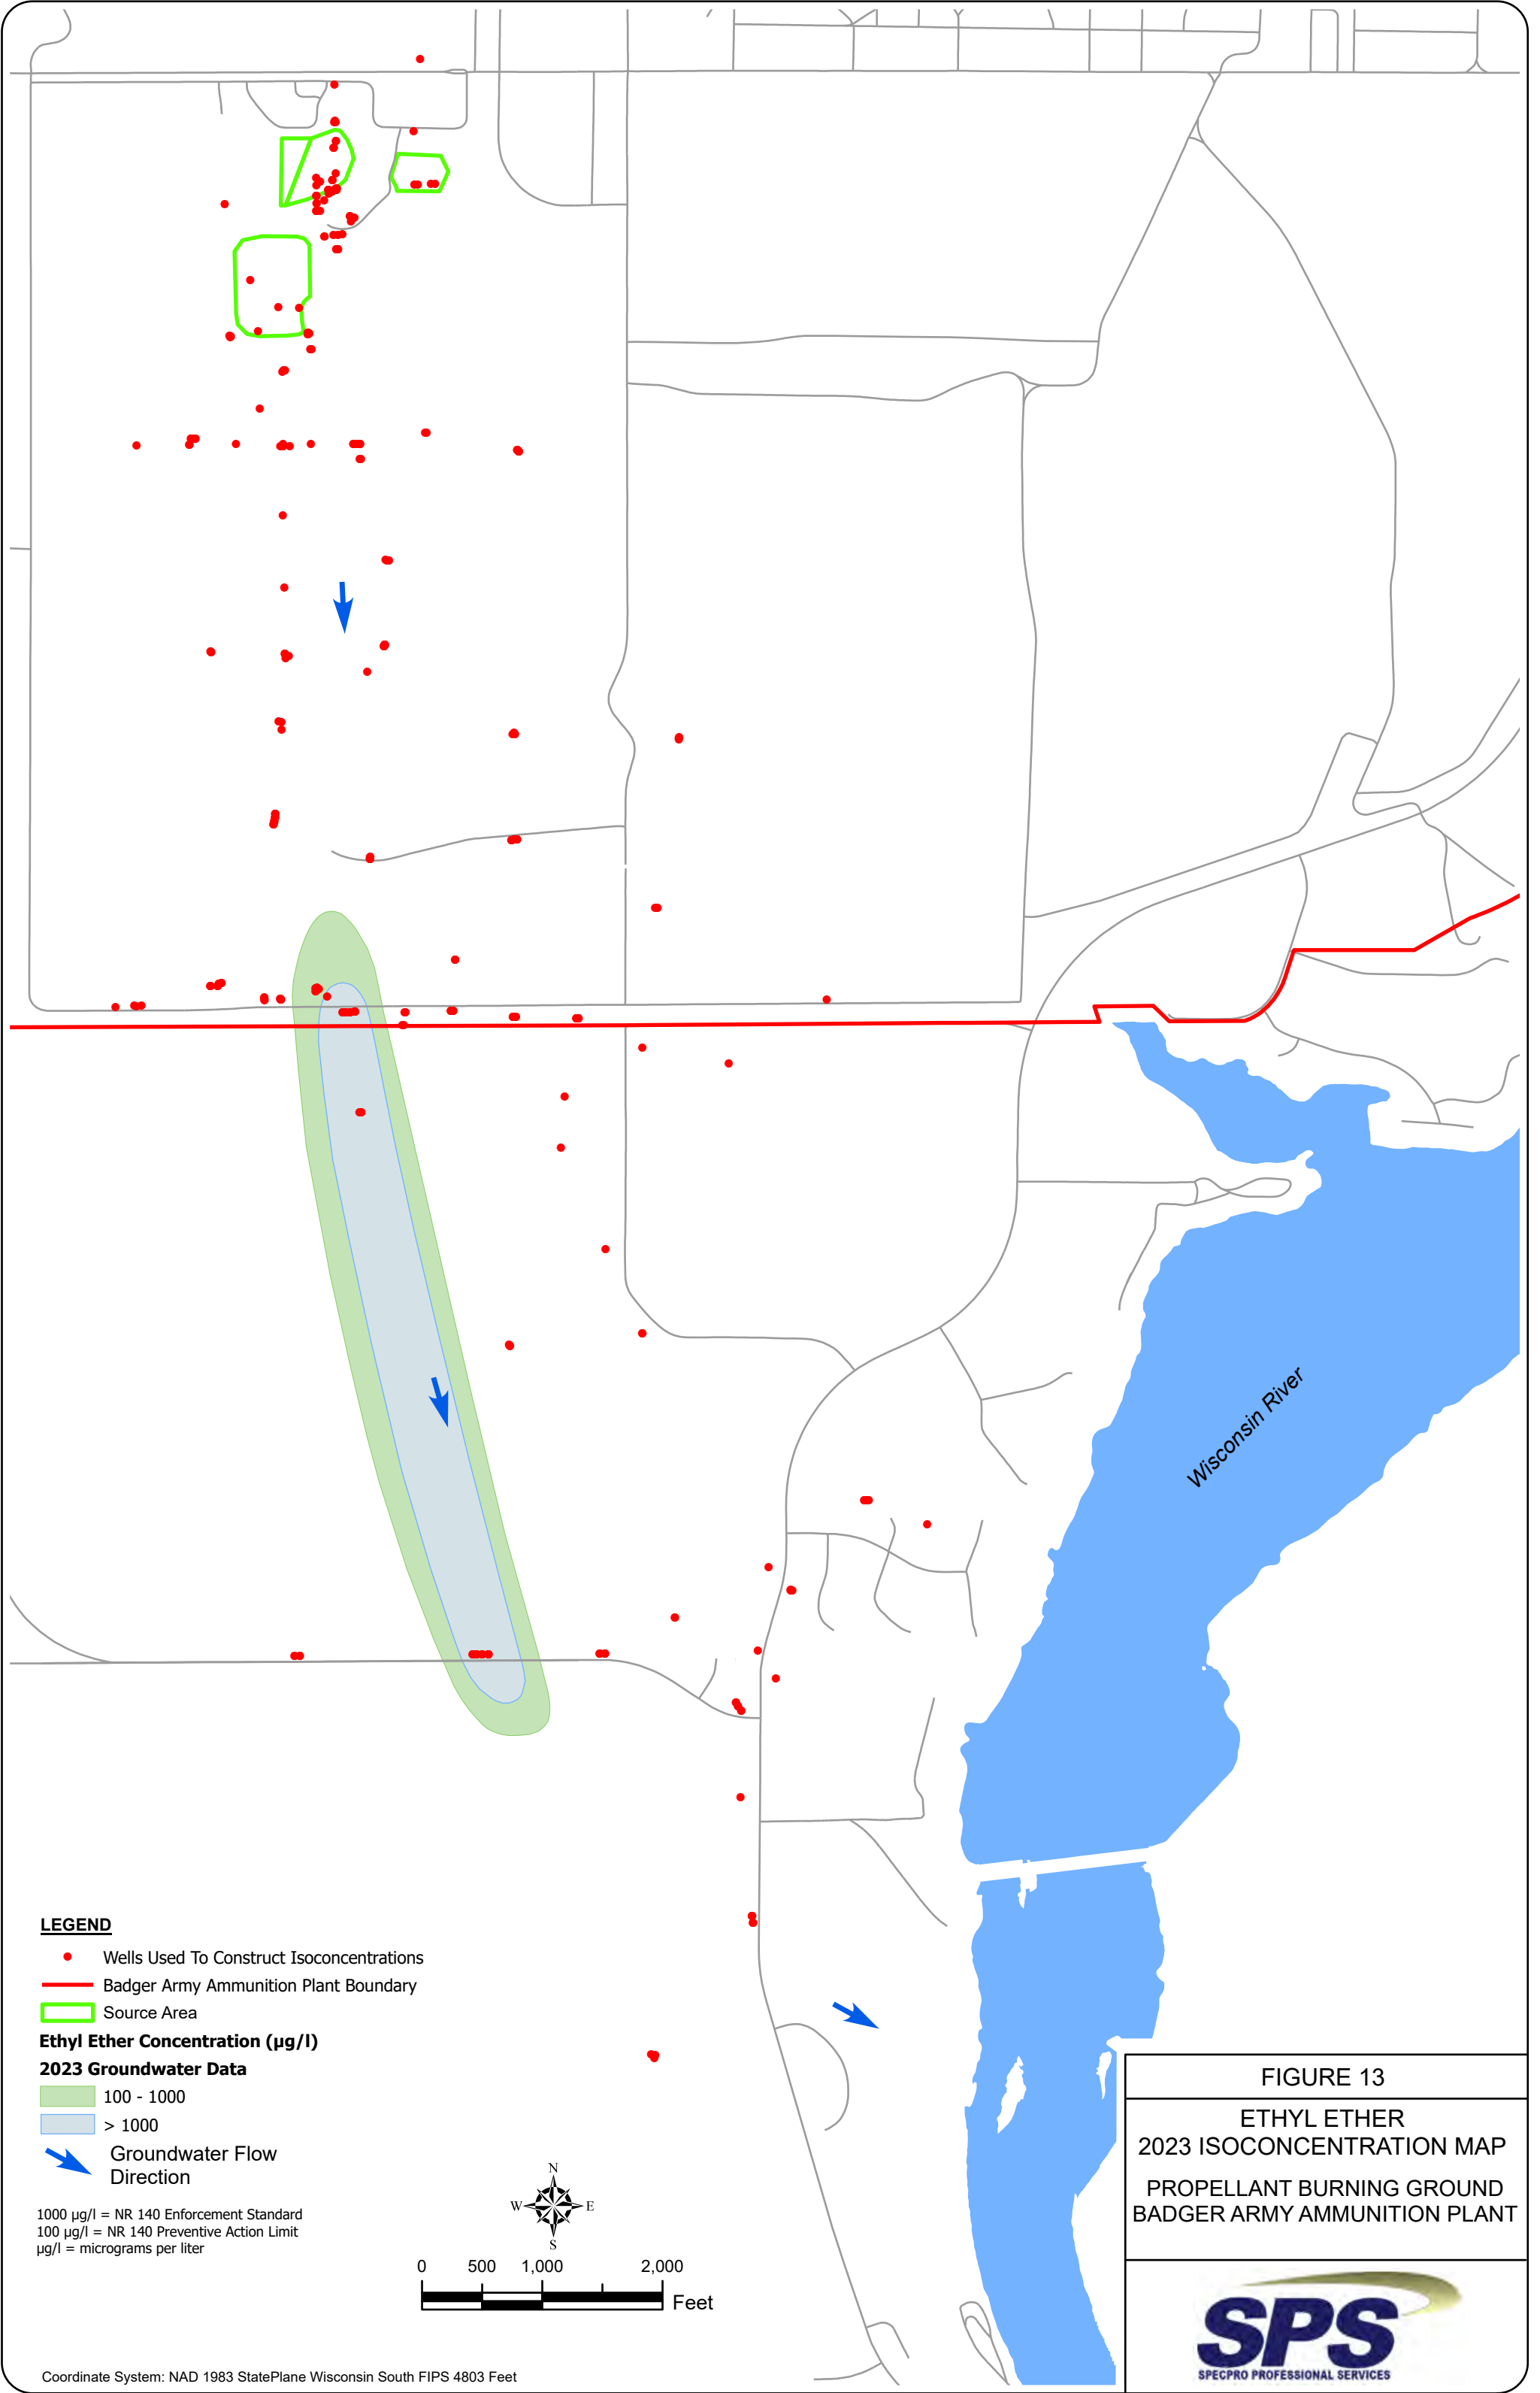 Wisconsin River
LEGEND
Wells Used To Construct Isoconcentrations
Badger Army Ammunition Plant Boundary
Source Area
Ethyl Ether Concentration (µg/l)
2023 Groundwater Data
100 - 1000
> 1000
Groundwater Flow
Direction
1000 µg/l = NR 140 Enforcement Standard
100 µg/l = NR 140 Preventive Action Limit
µg/l = micrograms per liter
N
W E
S
0 500 1,000 2,000
Feet
Coordinate System: NAD 1983 StatePlane Wisconsin South FIPS 4803 Feet
FIGURE 13
ETHYL ETHER
2023 ISOCONCENTRATION MAP
PROPELLANT BURNING GROUND
BADGER ARMY AMMUNITION PLANT
SPS
SPECPRO PROFESSIONAL SERVICES